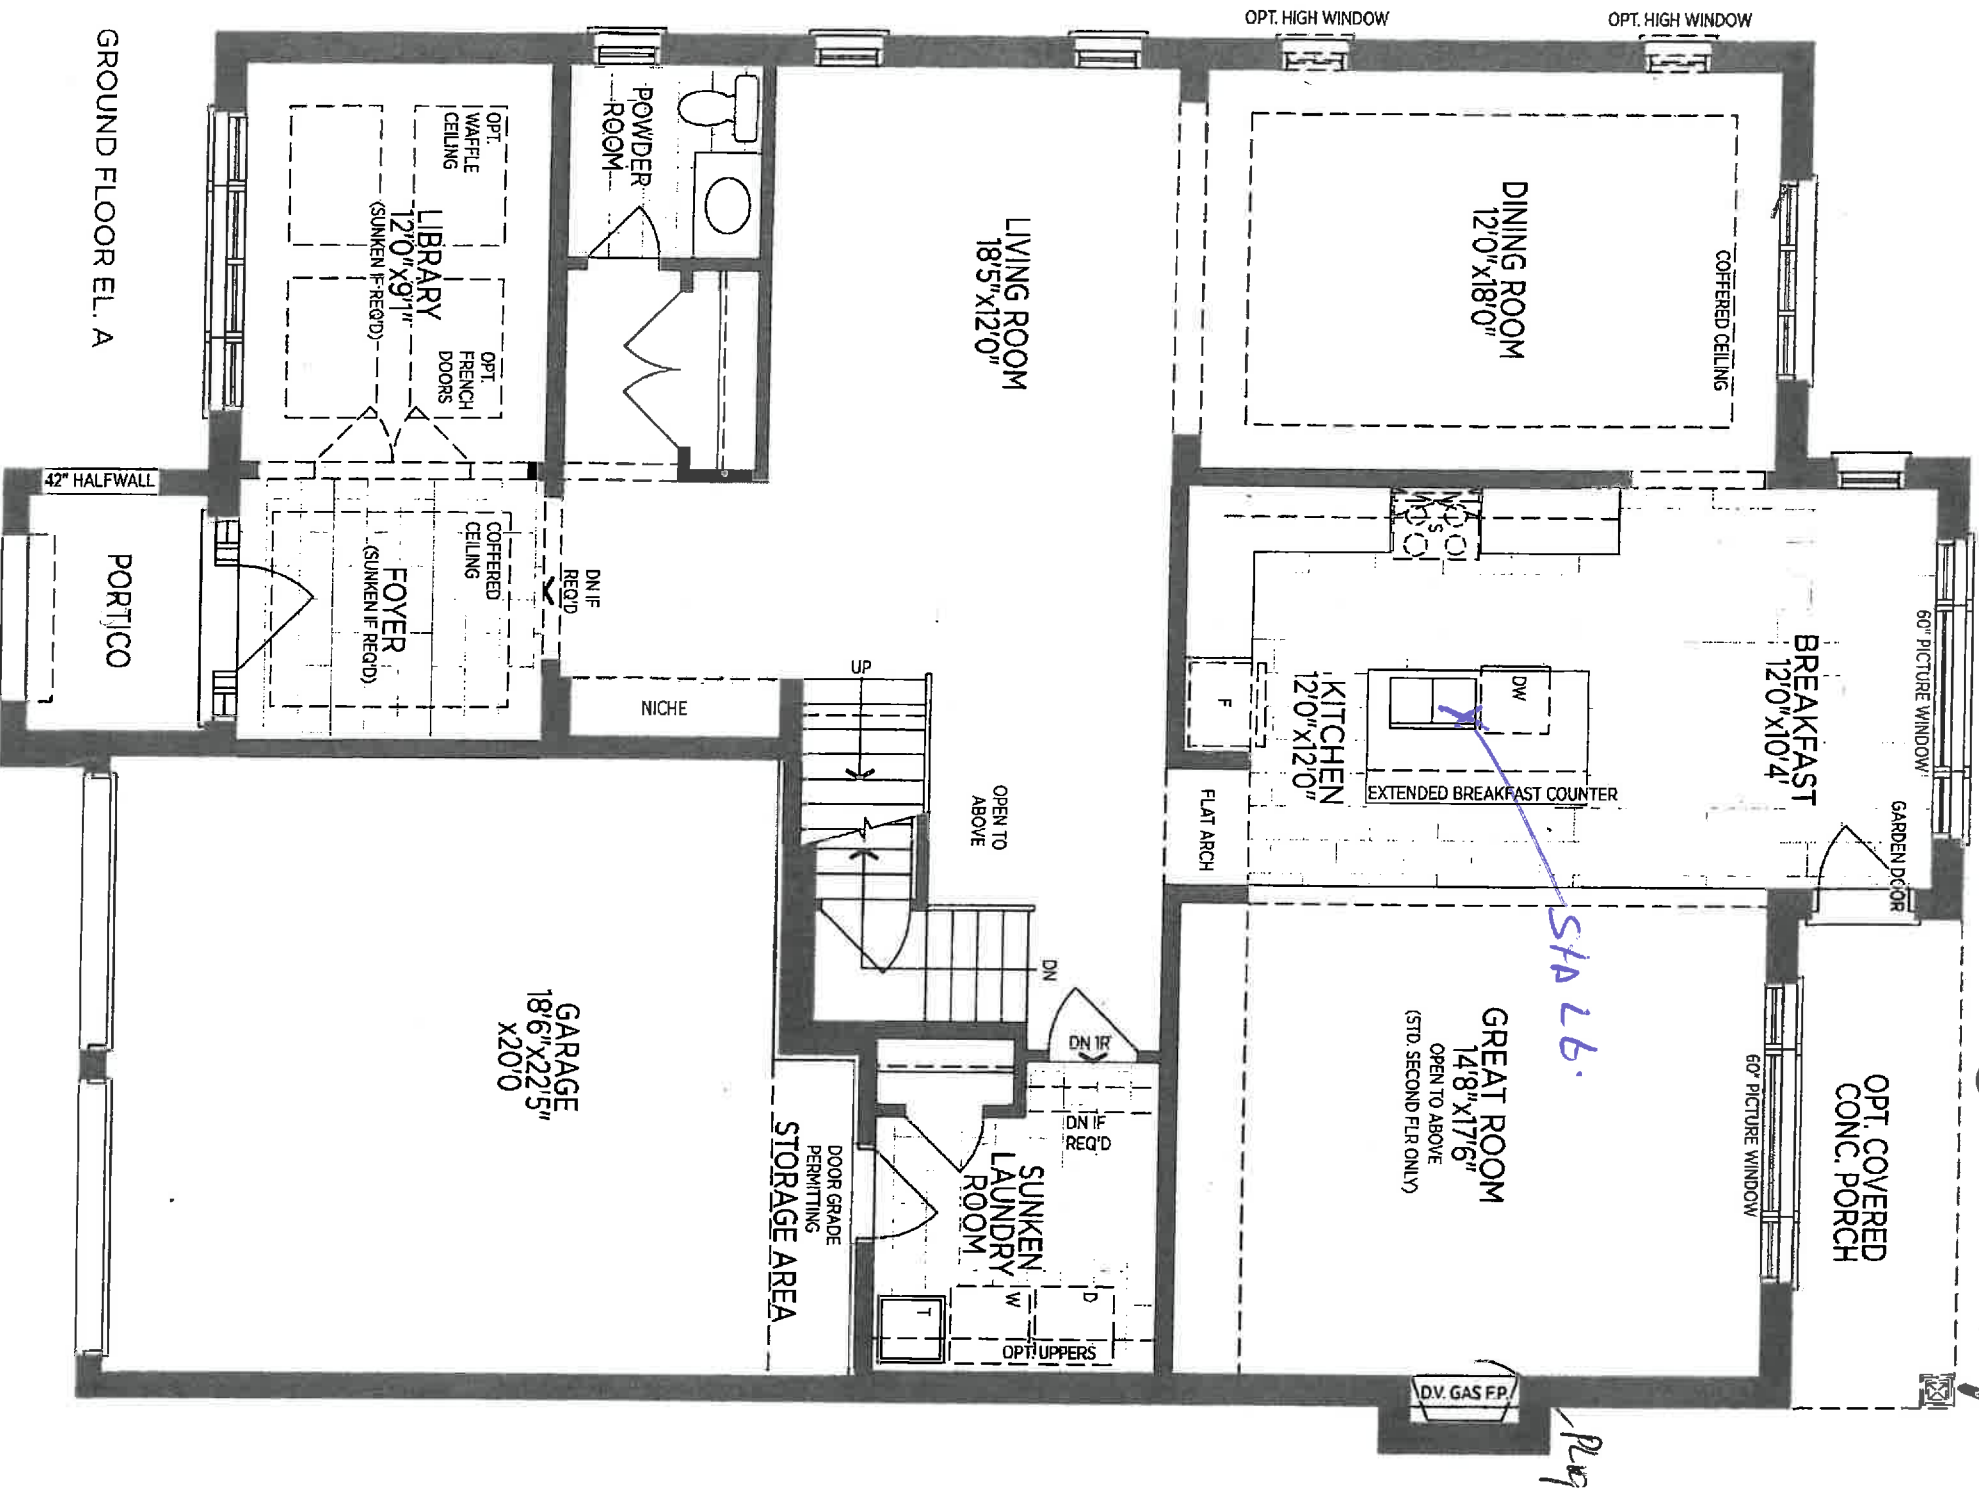 OPT. HIGH WINDOW
OPT. HIGH WINDOW
GROUND FLOOR EL. A
OPT.
WAFFLE
CEILING
LIBRARY
12'0"x9'1"
(SUNKEN IF REQ'D)
OPT.
FRENCH
DOORS
POWDER
ROOM
LIVING ROOM
18'5"x12'0"
DINING ROOM
12'0"x18'0"
COFFERED CEILING
42" HALFWALL
PORTICO
COFFERED
CEILING
FOYER
(SUNKEN IF REQ'D)
DN IF
REQ'D
NICHE
UP
OPEN TO
ABOVE
DN
S
F
DW
KITCHEN
12'0"x12'0"
EXTENDED BREAKFAST COUNTER
FLAT ARCH
BREAKFAST
12'0"x10'4'
60" PICTURE WINDOW
GARDEN DOOR
GARAGE
18'6"x22'5"
x20'0
STORAGE AREA
DOOR GRADE
PERMITTING
DN 1R
DN IF
REQ'D
SUNKEN
LAUNDRY
ROOM
T
W
D
OPT. UPPERS
GREAT ROOM
14'8"x17'6"
OPEN TO ABOVE
(STD. SECOND FLR ONLY)
60" PICTURE WINDOW
OPT. COVERED
CONC. PORCH
D.V. GAS F.P.
Plug